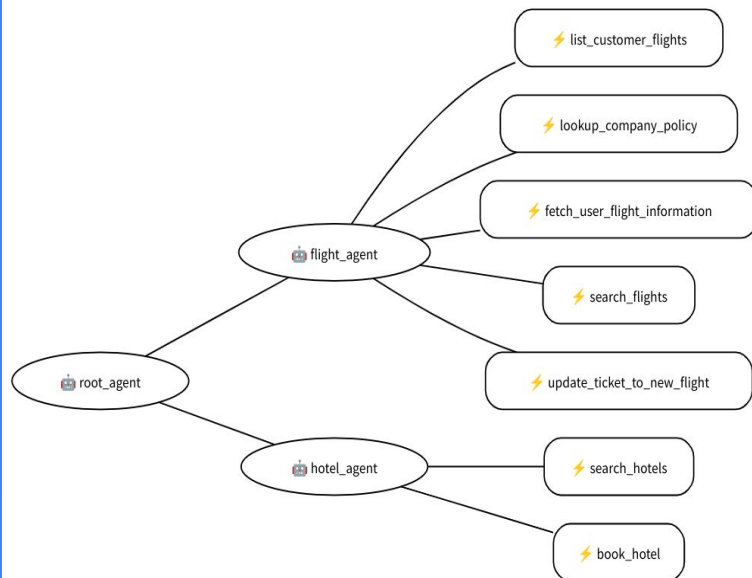 ⚡ list_customer_flights
⚡ lookup_company_policy
⚡ fetch_user_flight_information
🤖 flight_agent
⚡ search_flights
🤖 root_agent
⚡ update_ticket_to_new_flight
🤖 hotel_agent
⚡ search_hotels
⚡ book_hotel